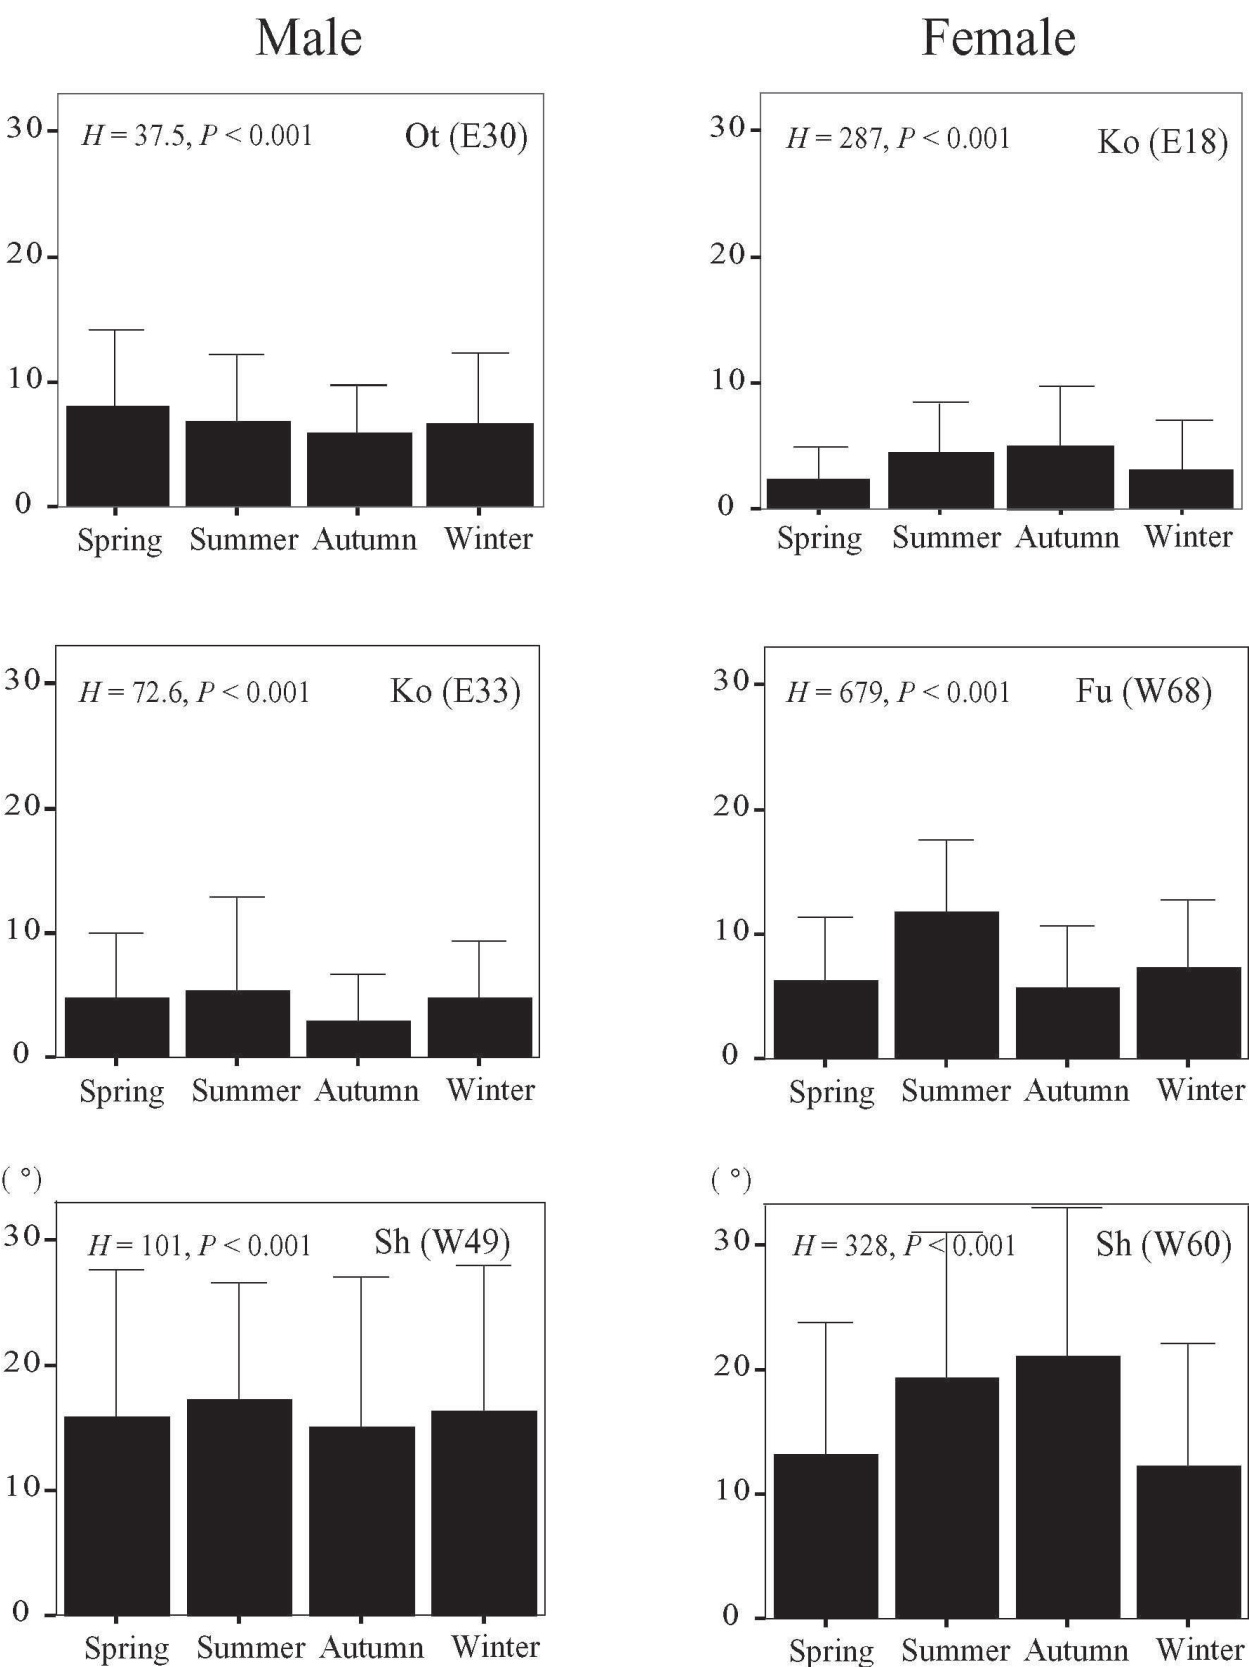 Male
Female
H = 37.5, P < 0.001
Ot (E30)
30
20
10
0
Spring Summer Autumn Winter
H = 287, P < 0.001
Ko (E18)
30
20
10
0
Spring Summer Autumn Winter
H = 72.6, P < 0.001
Ko (E33)
30
20
10
0
Spring Summer Autumn Winter
H = 679, P < 0.001
Fu (W68)
30
20
10
0
Spring Summer Autumn Winter
( °)
H = 101, P < 0.001
Sh (W49)
30
20
10
0
Spring Summer Autumn Winter
( °)
H = 328, P < 0.001
Sh (W60)
30
20
10
0
Spring Summer Autumn Winter